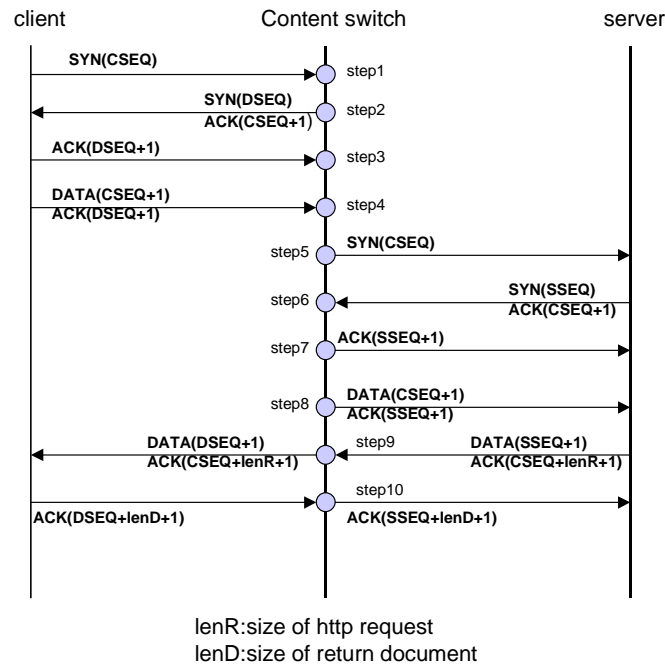 client Content switch server
SYN(CSEQ)
step1
SYN(DSEQ)
ACK(CSEQ+1)
step2
ACK(DSEQ+1)
step3
DATA(CSEQ+1)
ACK(DSEQ+1)
step4
step5
SYN(CSEQ)
step6
SYN(SSEQ)
ACK(CSEQ+1)
step7
ACK(SSEQ+1)
step8
DATA(CSEQ+1)
ACK(SSEQ+1)
DATA(DSEQ+1)
ACK(CSEQ+lenR+1)
step9
DATA(SSEQ+1)
ACK(CSEQ+lenR+1)
step10
ACK(DSEQ+lenD+1)
ACK(SSEQ+lenD+1)
lenR:size of http request
lenD:size of return document